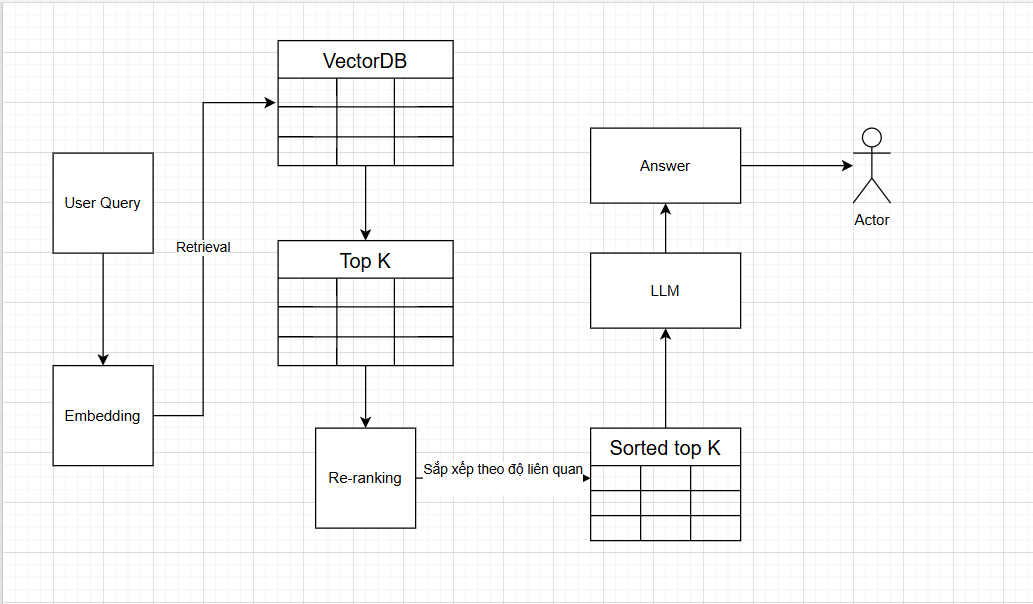 VectorDB
User Query
Retrieval
Embedding
Top K
Re-ranking
Sắp xếp theo độ liên quan
Sorted top K
LLM
Answer
Actor